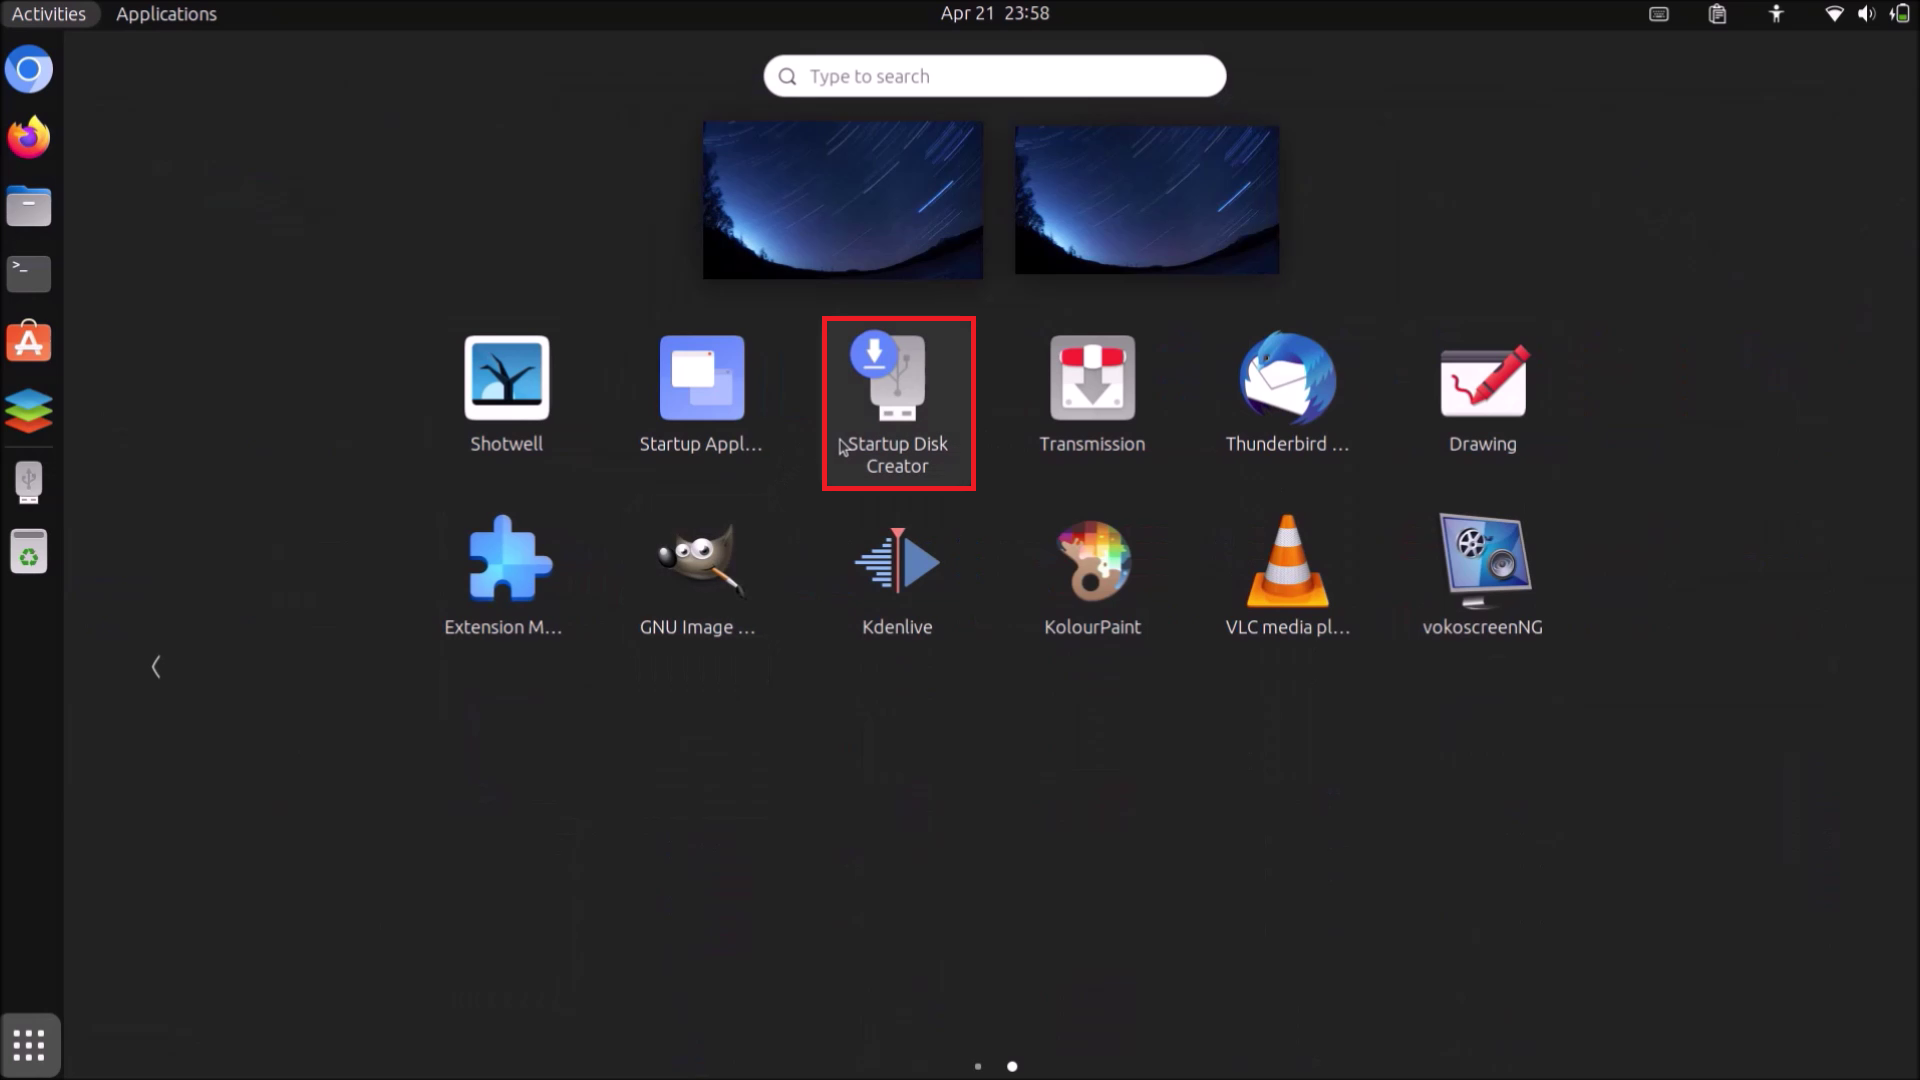 Activities Applications Apr 21 23:58
Type to search
Shotwell Startup Appl... Startup Disk Transmission Thunderbird ... Drawing
Creator
Extension M... GNU Image ... Kdenlive KolourPaint VLC media pl... vokoscreenNG